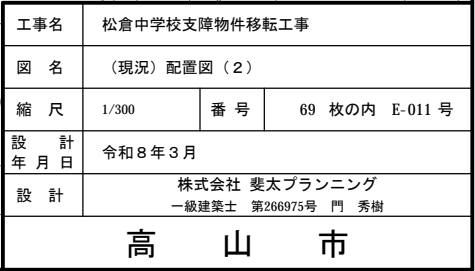 工事名 松倉中学校支障物件移転工事
図 名 （現況）配置図（２）
縮 尺 1/300 番 号 69 枚の内 E-011 号
設 計
年 月 日 令和８年３月
設 計 株式会社 斐太プランニング
一級建築士 第266975号 門 秀樹
高 山 市